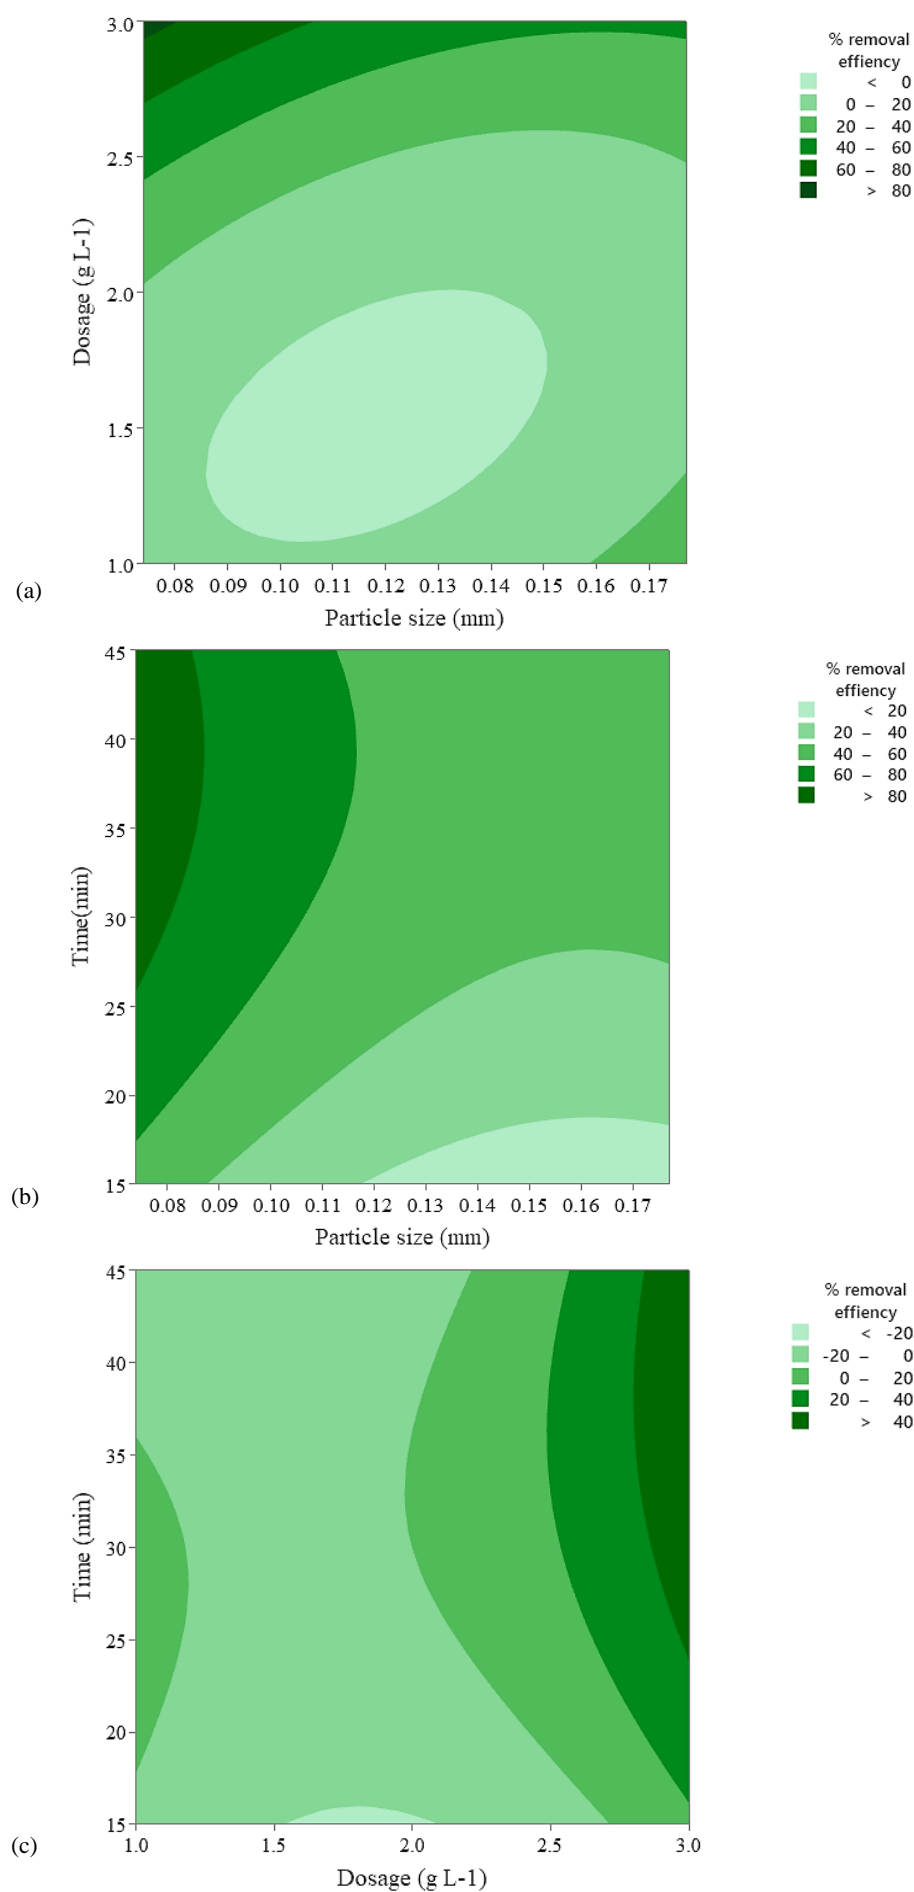 % removal
effiency
< 0
0 – 20
20 – 40
40 – 60
60 – 80
> 80
3.0
2.5
2.0
1.5
1.0
Dosage (g L-1)
0.08 0.09 0.10 0.11 0.12 0.13 0.14 0.15 0.16 0.17
Particle size (mm)
(a)
% removal
effiency
< 20
20 – 40
40 – 60
60 – 80
> 80
45
40
35
30
25
20
15
Time(min)
0.08 0.09 0.10 0.11 0.12 0.13 0.14 0.15 0.16 0.17
Particle size (mm)
(b)
% removal
effiency
< -20
-20 – 0
0 – 20
20 – 40
> 40
45
40
35
30
25
20
15
Time (min)
1.0 1.5 2.0 2.5 3.0
Dosage (g L-1)
(c)